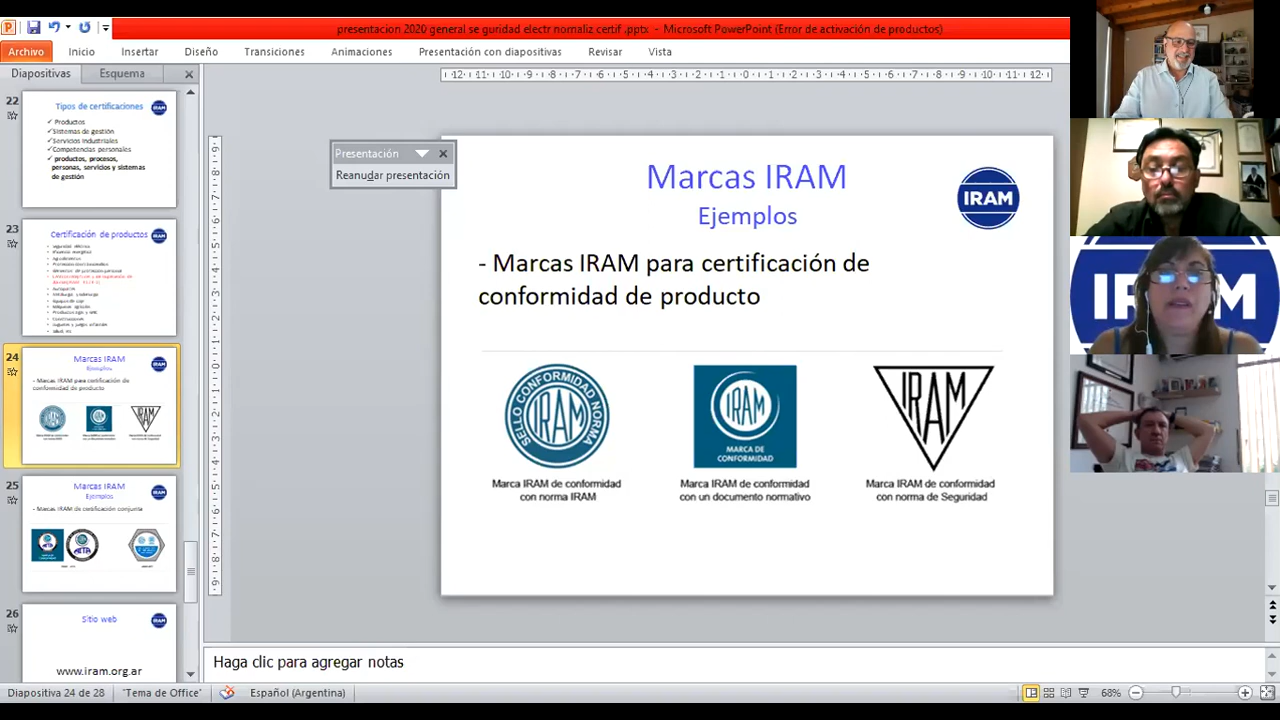 presentacion 2020 general se guridad electr normaliz certif .pptx - Microsoft PowerPoint (Error de activación de productos)
Archivo Inicio Insertar Diseño Transiciones Animaciones Presentación con diapositivas Revisar Vista
Diapositivas Esquema
22
Tipos de certificaciones
Productos
Sistemas de gestión
Servicios industriales
Competencias personales
productos, procesos,
personas, servicios y sistemas
de gestión
23
Certificación de productos
IRAM
24
Marcas IRAM
Ejemplos
- Marcas IRAM para certificación de
conformidad de producto
25
Marcas IRAM
Ejemplos
- Marcas IRAM de certificación conjunta
26
Sitio web
IRAM
www.iram.org.ar
Presentación
Reanudar presentación
Marcas IRAM
Ejemplos
IRAM
- Marcas IRAM para certificación de
conformidad de producto
SELLO CONFORMIDAD NORMA
IRAM
IRAM
MARCA DE
CONFORMIDAD
IRAM
Marca IRAM de conformidad
con norma IRAM
Marca IRAM de conformidad
con un documento normativo
Marca IRAM de conformidad
con norma de Seguridad
Haga clic para agregar notas
Diapositiva 24 de 28 "Tema de Office" Español (Argentina) 68%